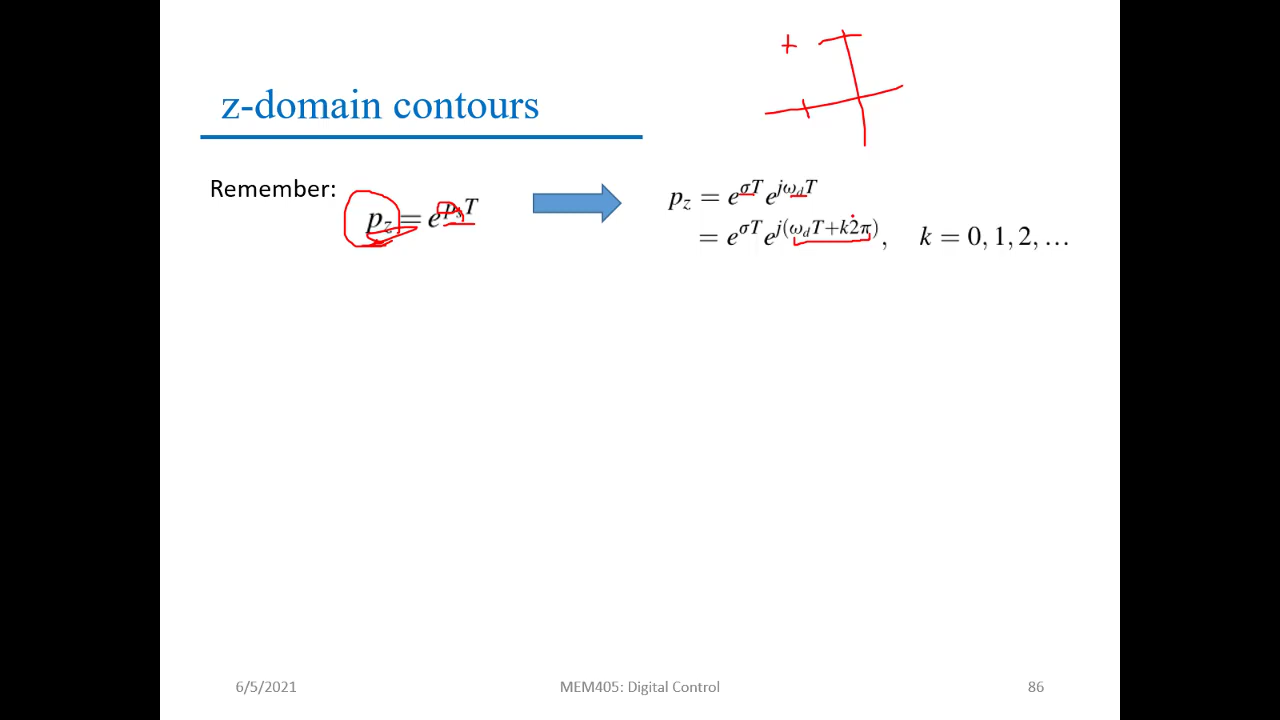 z-domain contours
Remember:
p_z = e^{p_s T}
p_z = e^{σT} e^{jω_d T}
= e^{σT} e^{j(ω_d T+k2π)}, k = 0, 1, 2, …
6/5/2021
MEM405: Digital Control
86